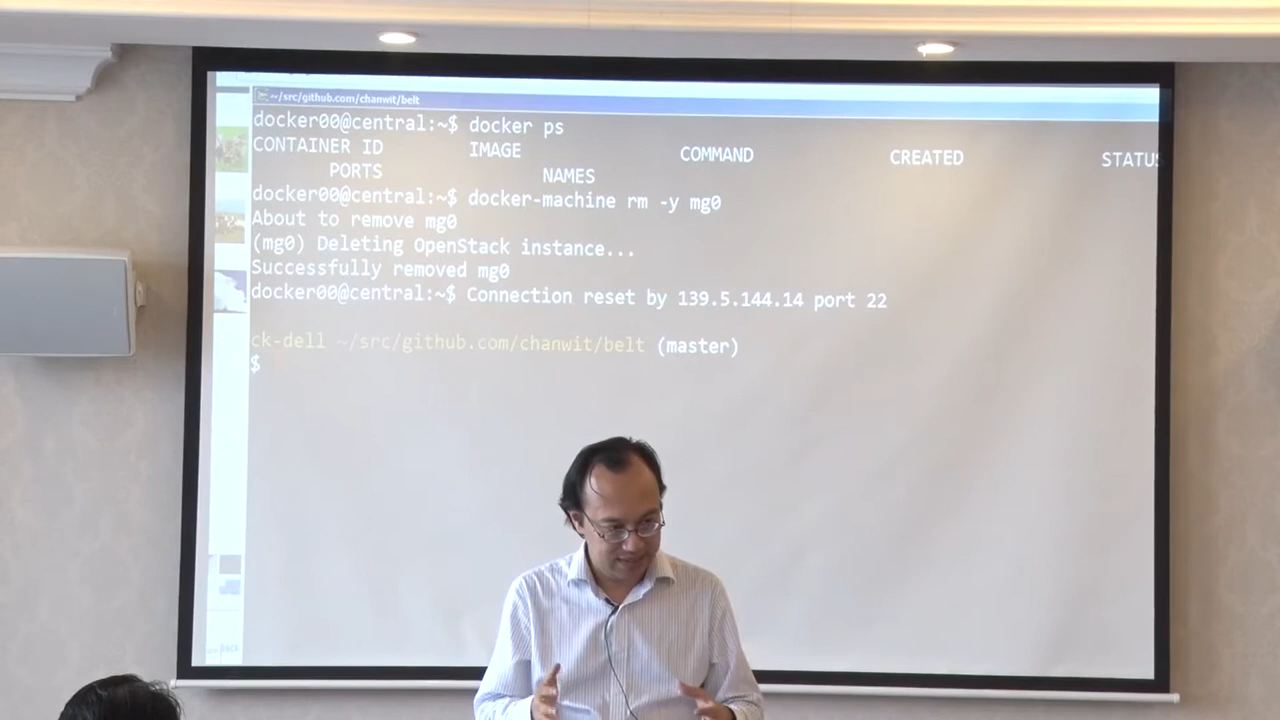 ~/src/github.com/chanwit/belt
docker00@central:~$ docker ps
CONTAINER ID IMAGE COMMAND CREATED STATUS
PORTS NAMES
docker00@central:~$ docker-machine rm -y mg0
About to remove mg0
(mg0) Deleting OpenStack instance...
Successfully removed mg0
docker00@central:~$ Connection reset by 139.5.144.14 port 22
ck-dell ~/src/github.com/chanwit/belt (master)
$